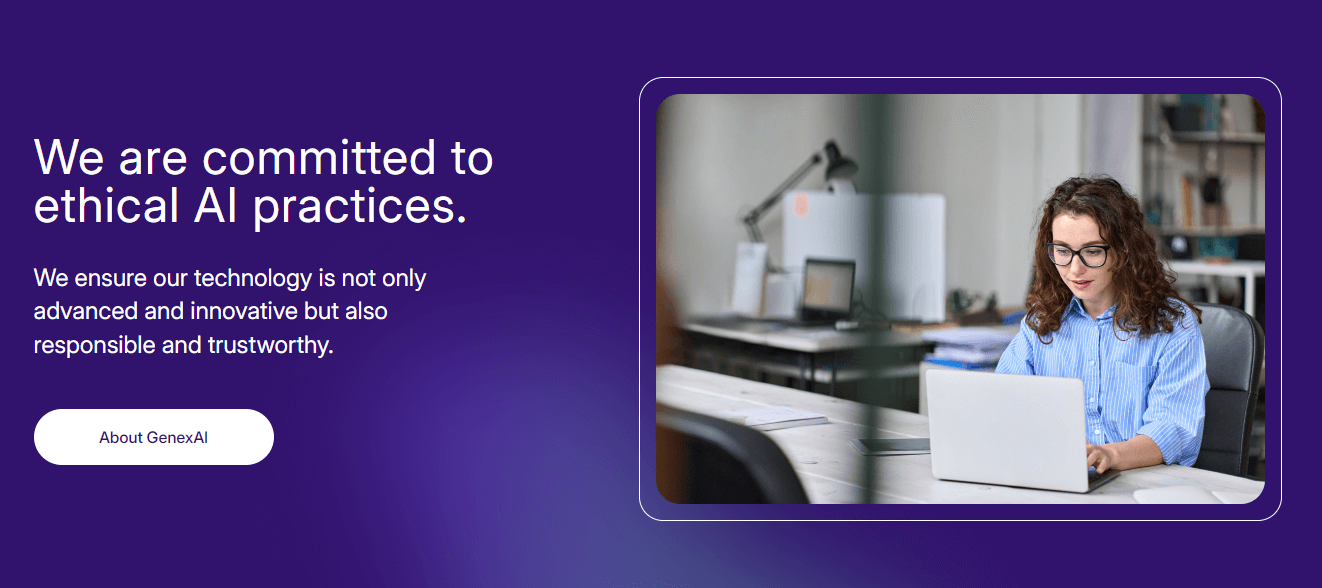 We are committed to
ethical AI practices.
We ensure our technology is not only
advanced and innovative but also
responsible and trustworthy.
About GenexAI